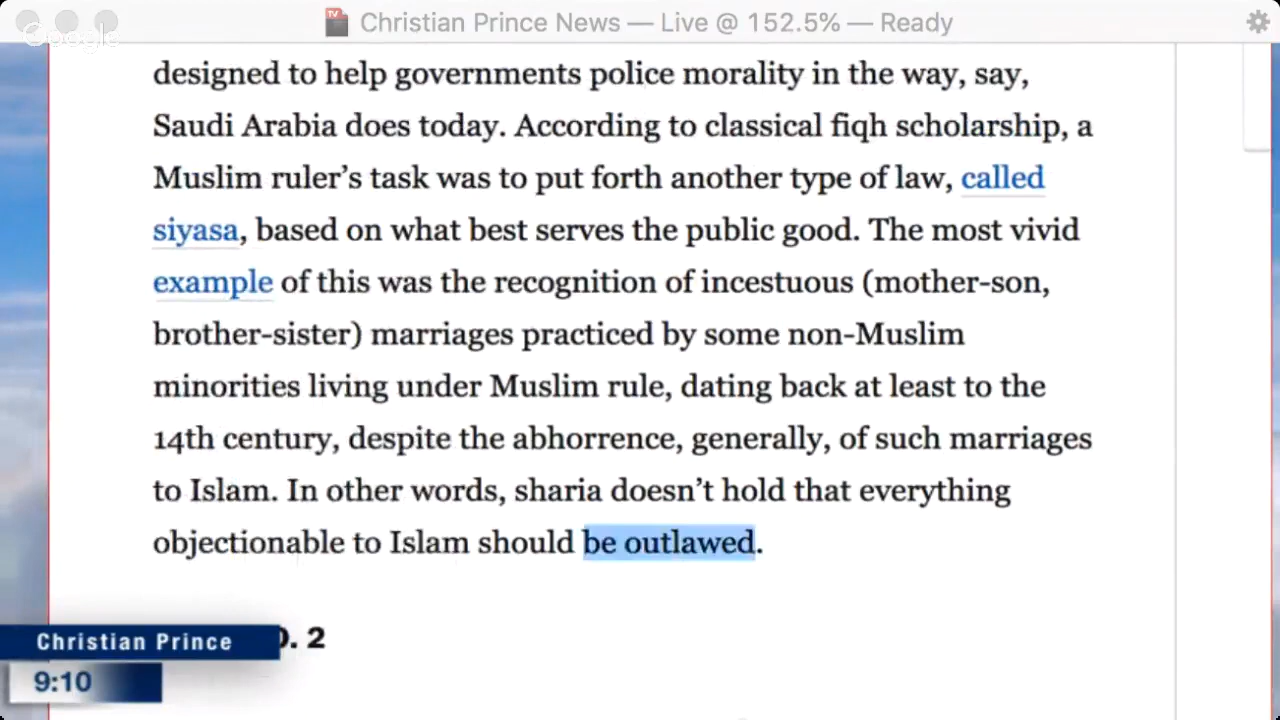 Christian Prince News — Live @ 152.5% — Ready
Google
designed to help governments police morality in the way, say,
Saudi Arabia does today. According to classical fiqh scholarship, a
Muslim ruler’s task was to put forth another type of law, called
siyasa, based on what best serves the public good. The most vivid
example of this was the recognition of incestuous (mother-son,
brother-sister) marriages practiced by some non-Muslim
minorities living under Muslim rule, dating back at least to the
14th century, despite the abhorrence, generally, of such marriages
to Islam. In other words, sharia doesn’t hold that everything
objectionable to Islam should be outlawed.
Christian Prince
. 2
9:10